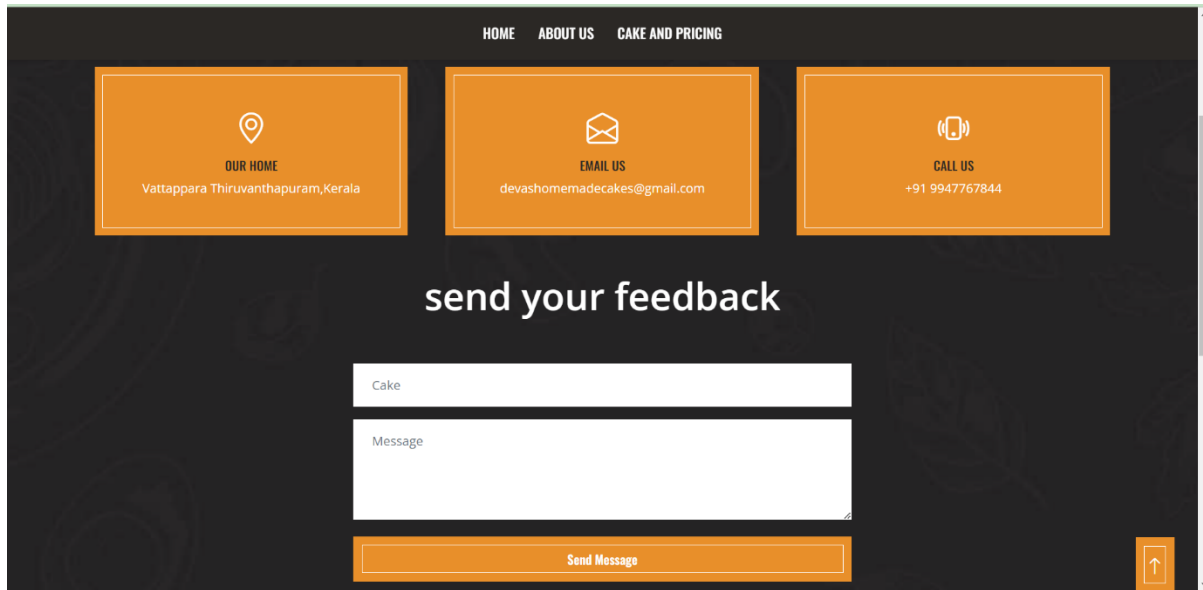 HOME ABOUT US CAKE AND PRICING
OUR HOME
Vattappara Thiruvanthapuram,Kerala
EMAIL US
devashomemadecakes@gmail.com
CALL US
+91 9947767844
send your feedback
Cake
Message
Send Message